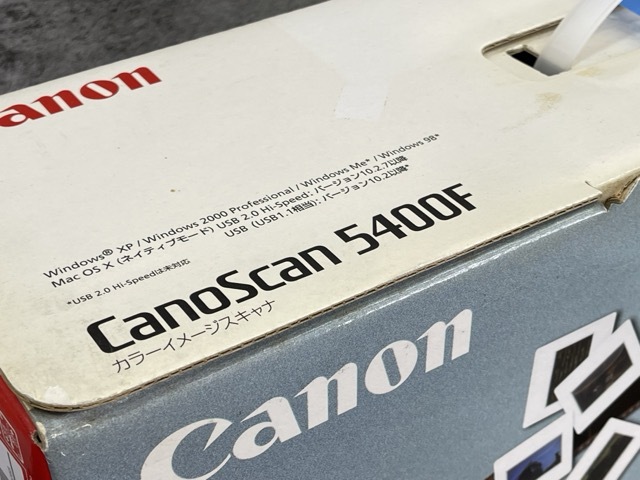 Canon
Windows® XP / Windows 2000 Professional / Windows Me* / Windows 98*
Mac OS X (ネイティブモード) USB 2.0 Hi-Speed: バージョン10.2.7以降
USB (USB1.1相当): バージョン10.2以降*
*USB 2.0 Hi-Speedは未対応
CanoScan 5400F
カラーイメージスキャナ
Canon